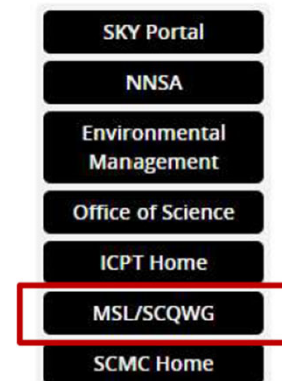 SKY Portal
NNSA
Environmental
Management
Office of Science
ICPT Home
MSL/SCQWG
SCMC Home